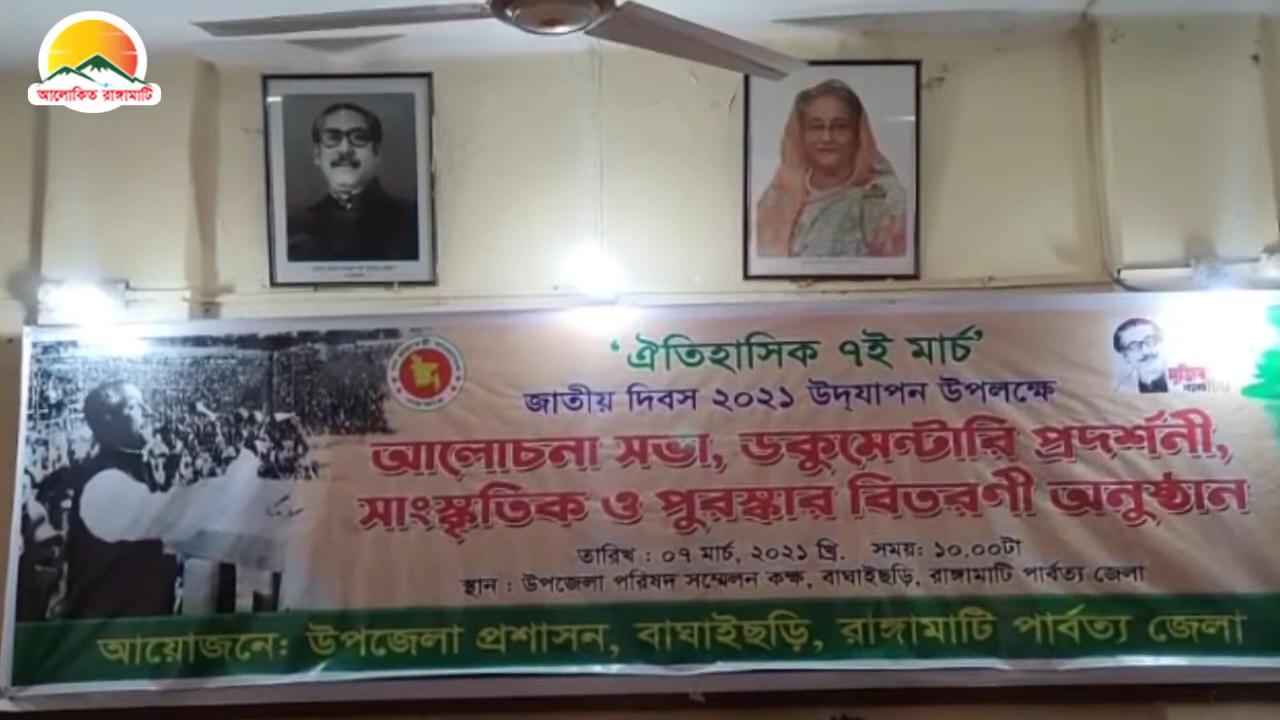 আলোকিত রাঙ্গামাটি
‘ঐতিহাসিক ৭ই মার্চ’
জাতীয় দিবস ২০২১ উদ্‌যাপন উপলক্ষে
আলোচনা সভা, ডকুমেন্টারি প্রদর্শনী,
সাংস্কৃতিক ও পুরস্কার বিতরণী অনুষ্ঠান
তারিখ : ০৭ মার্চ, ২০২১ খ্রি. সময়: ১০.০০টা
স্থান : উপজেলা পরিষদ সম্মেলন কক্ষ, বাঘাইছড়ি, রাঙ্গামাটি পার্বত্য জেলা
আয়োজনে: উপজেলা প্রশাসন, বাঘাইছড়ি, রাঙ্গামাটি পার্বত্য জেলা